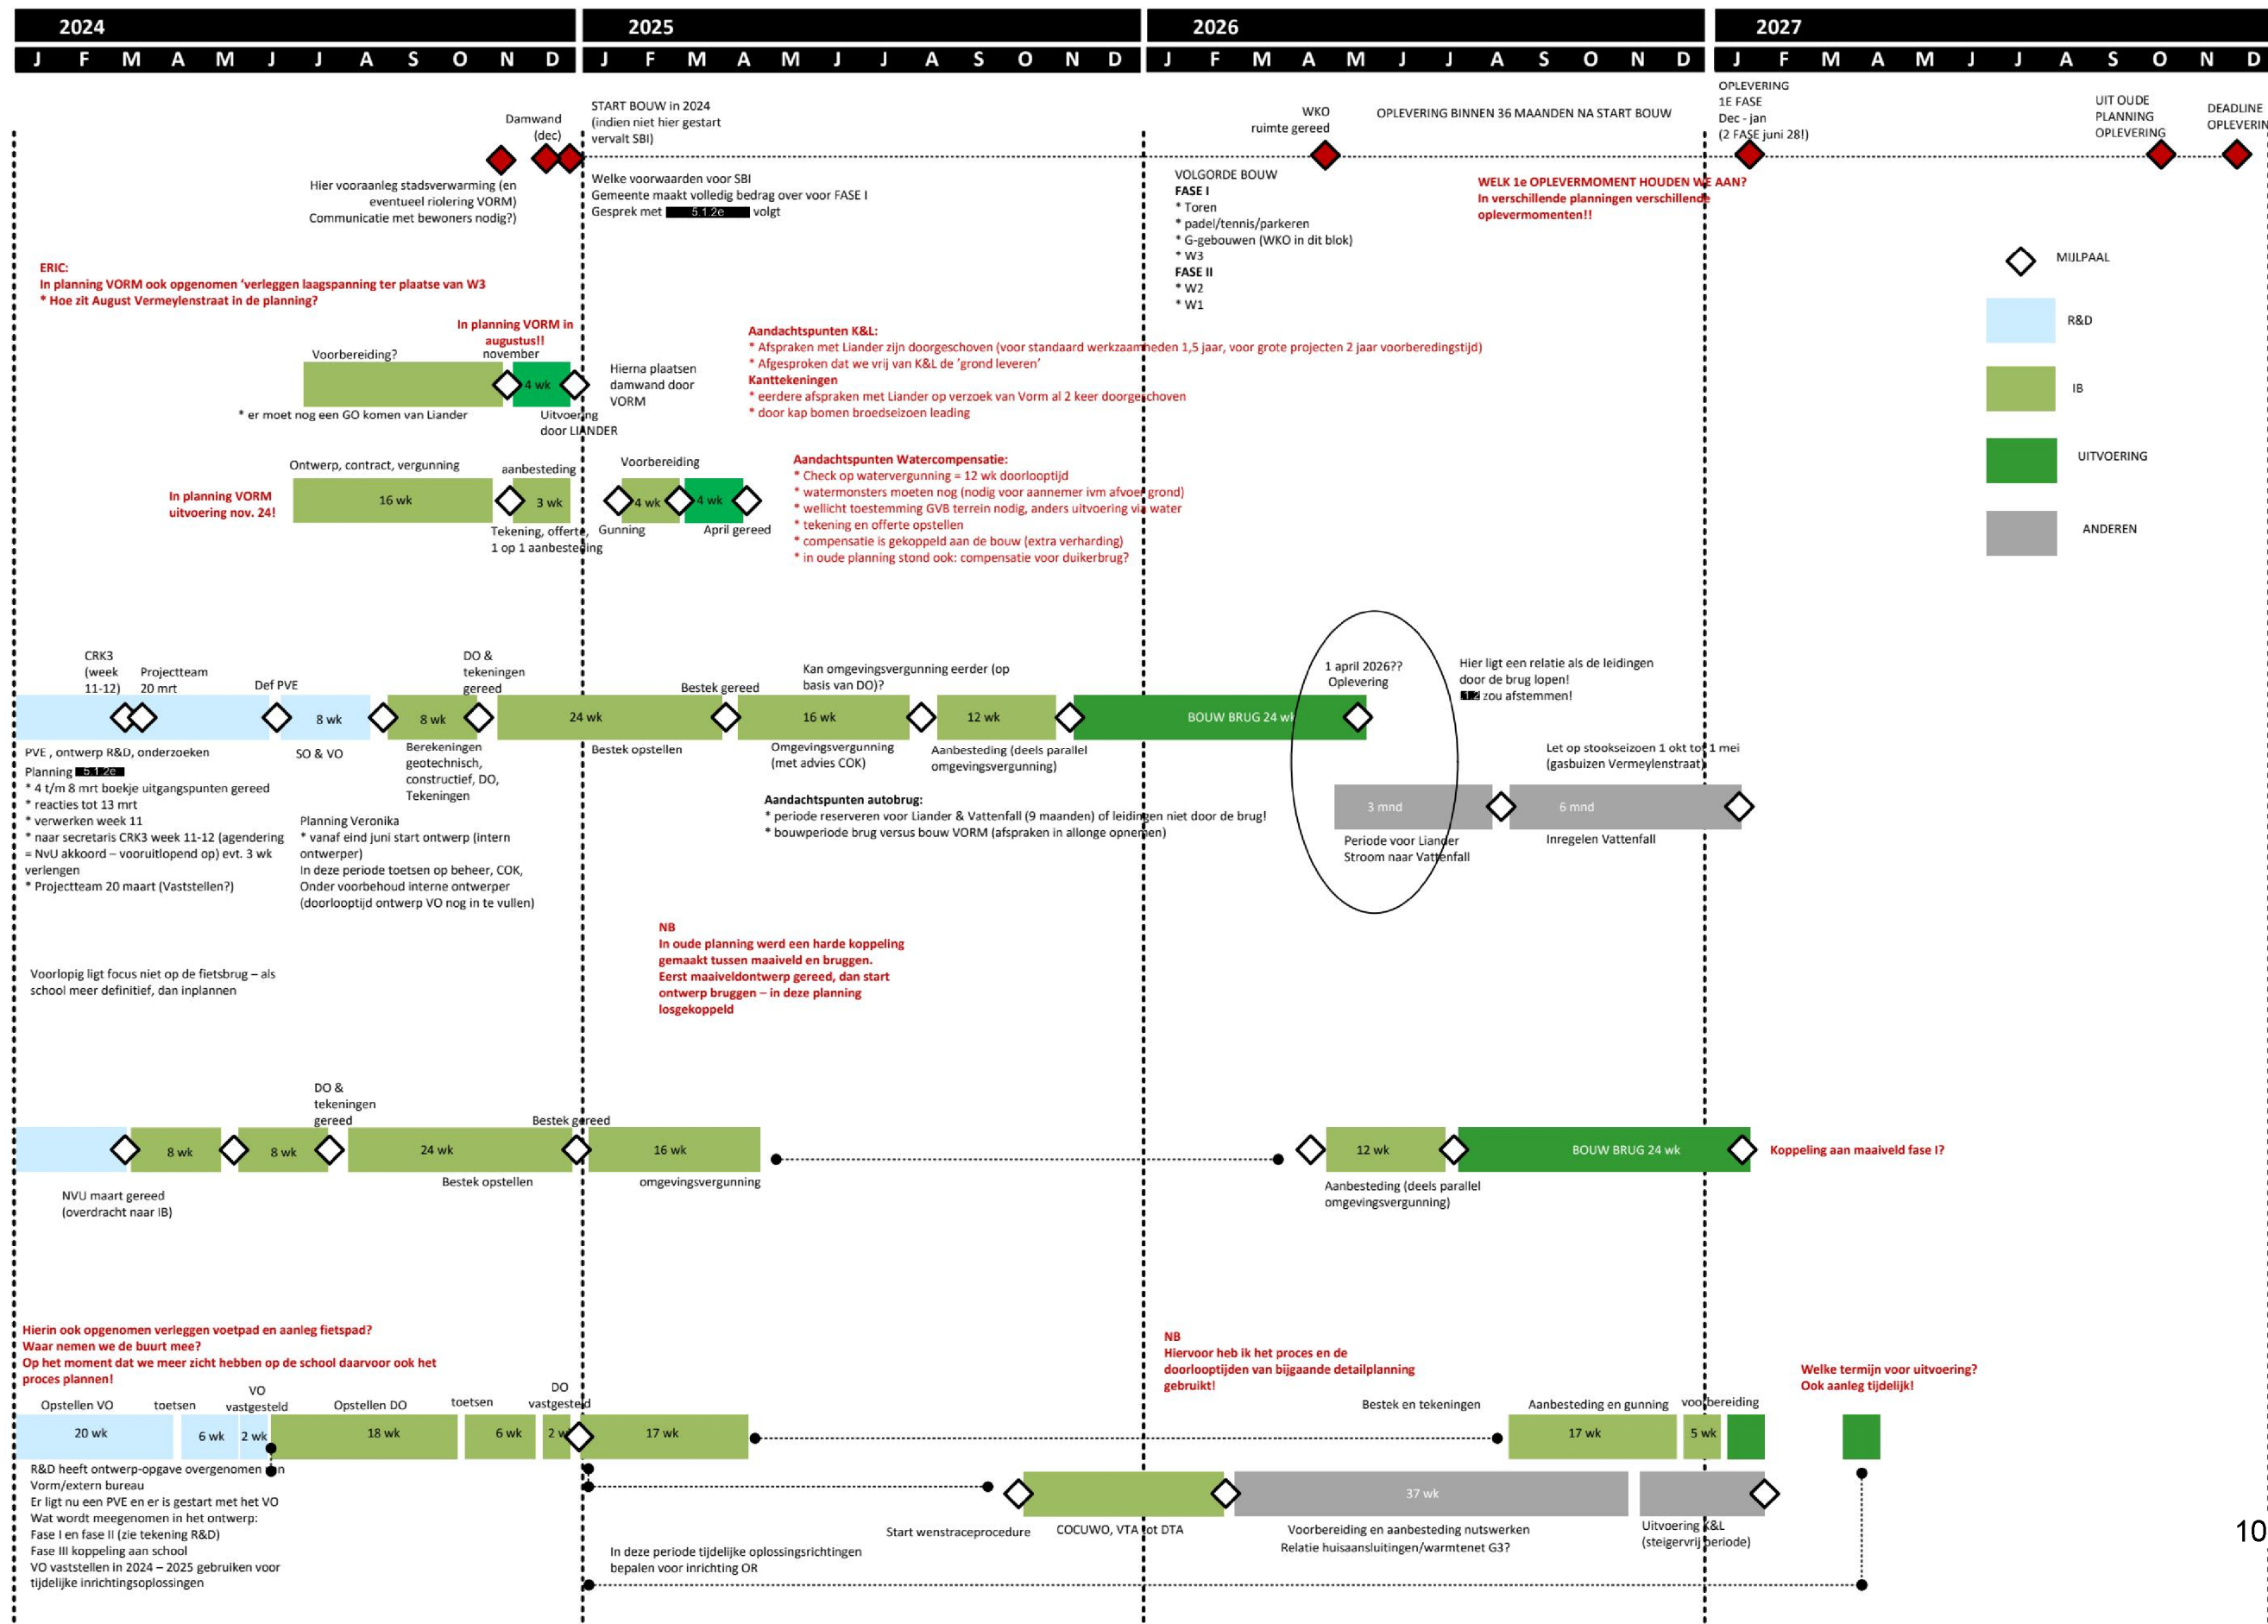 2024
2025
2026
2027
J F M A M J J A S O N D
J F M A M J J A S O N D
J F M A M J J A S O N D
J F M A M J J A S O N D
Damwand
(dec)
START BOUW in 2024
(indien niet hier gestart
vervalt SBI)
WKO
ruimte gereed
OPLEVERING BINNEN 36 MAANDEN NA START BOUW
OPLEVERING
1E FASE
Dec - jan
(2 FASE juni 28!)
UIT OUDE
PLANNING
OPLEVERING
DEADLINE
OPLEVERIN
Hier vooraanleg stadsverwarming (en
eventueel riolering VORM)
Communicatie met bewoners nodig?)
Welke voorwaarden voor SBI
Gemeente maakt volledig bedrag over voor FASE I
Gesprek met 5.1.2e volgt
VOLGORDE BOUW
FASE I
* Toren
* padel/tennis/parkeren
* G-gebouwen (WKO in dit blok)
* W3
FASE II
* W2
* W1
WELK 1e OPLEVERMOMENT HOUDEN WE AAN?
In verschillende planningen verschillende
oplevermomenten!!
MIJLPAAL
R&D
IB
UITVOERING
ANDEREN
ERIC:
In planning VORM ook opgenomen ‘verleggen laagspanning ter plaatse van W3
* Hoe zit August Vermeylenstraat in de planning?
In planning VORM in
augustus!!
november
Voorbereiding?
4 wk
* er moet nog een GO komen van Liander
Uitvoering
door LIANDER
Hierna plaatsen
damwand door
VORM
Aandachtspunten K&L:
* Afspraken met Liander zijn doorgeschoven (voor standaard werkzaamheden 1,5 jaar, voor grote projecten 2 jaar voorberedingstijd)
* Afgesproken dat we vrij van K&L de ‘grond leveren’
Kanttekeningen
* eerdere afspraken met Liander op verzoek van Vorm al 2 keer doorgeschoven
* door kap bomen broedseizoen leading
Ontwerp, contract, vergunning
aanbesteding
Voorbereiding
In planning VORM
uitvoering nov. 24!
16 wk
3 wk
4 wk
4 wk
Tekening, offerte,
1 op 1 aanbesteding
Gunning
April gereed
Aandachtspunten Watercompensatie:
* Check op watervergunning = 12 wk doorlooptijd
* watermonsters moeten nog (nodig voor aannemer ivm afvoer grond)
* wellicht toestemming GVB terrein nodig, anders uitvoering via water
* tekening en offerte opstellen
* compensatie is gekoppeld aan de bouw (extra verharding)
* in oude planning stond ook: compensatie voor duikerbrug?
CRK3
(week
11-12)
Projectteam
20 mrt
Def PVE
DO &
tekeningen
gereed
Bestek gereed
Kan omgevingsvergunning eerder (op
basis van DO)?
1 april 2026??
Oplevering
Hier ligt een relatie als de leidingen
door de brug lopen!
zou afstemmen!
8 wk
8 wk
24 wk
16 wk
12 wk
BOUW BRUG 24 wk
PVE , ontwerp R&D, onderzoeken
SO & VO
Berekeningen
geotechnisch,
constructief, DO,
Tekeningen
Bestek opstellen
Omgevingsvergunning
(met advies COK)
Aanbesteding (deels parallel
omgevingsvergunning)
Let op stookseizoen 1 okt tot 1 mei
(gasbuizen Vermeylenstraat)
Planning 5.1.2e
* 4 t/m 8 mrt boekje uitgangspunten gereed
* reacties tot 13 mrt
* verwerken week 11
* naar secretaris CRK3 week 11-12 (agendering
= NvU akkoord – vooruitlopend op) evt. 3 wk
verlengen
* Projectteam 20 maart (Vaststellen?)
Planning Veronika
* vanaf eind juni start ontwerp (intern
ontwerper)
In deze periode toetsen op beheer, COK,
Onder voorbehoud interne ontwerper
(doorlooptijd ontwerp VO nog in te vullen)
Aandachtspunten autobrug:
* periode reserveren voor Liander & Vattenfall (9 maanden) of leidingen niet door de brug!
* bouwperiode brug versus bouw VORM (afspraken in allonge opnemen)
3 mnd
6 mnd
Periode voor Liander
Stroom naar Vattenfall
Inregelen Vattenfall
NB
In oude planning werd een harde koppeling
gemaakt tussen maaiveld en bruggen.
Eerst maaiveldontwerp gereed, dan start
ontwerp bruggen – in deze planning
losgekoppeld
Voorlopig ligt focus niet op de fietsbrug – als
school meer definitief, dan inplannen
DO &
tekeningen
gereed
Bestek gereed
8 wk
8 wk
24 wk
16 wk
12 wk
BOUW BRUG 24 wk
Koppeling aan maaiveld fase I?
NVU maart gereed
(overdracht naar IB)
Bestek opstellen
omgevingsvergunning
Aanbesteding (deels parallel
omgevingsvergunning)
Hierin ook opgenomen verleggen voetpad en aanleg fietspad?
Waar nemen we de buurt mee?
Op het moment dat we meer zicht hebben op de school daarvoor ook het
proces plannen!
NB
Hiervoor heb ik het proces en de
doorlooptijden van bijgaande detailplanning
gebruikt!
Welke termijn voor uitvoering?
Ook aanleg tijdelijk!
Opstellen VO
toetsen
VO
vastgesteld
Opstellen DO
toetsen
DO
vastgesteld
Bestek en tekeningen
Aanbesteding en gunning
voorbereiding
20 wk
6 wk
2 wk
18 wk
6 wk
2 wk
17 wk
17 wk
5 wk
R&D heeft ontwerp-opgave overgenomen van
Vorm/extern bureau
Er ligt nu een PVE en er is gestart met het VO
Wat wordt meegenomen in het ontwerp:
Fase I en fase II (zie tekening R&D)
Fase III koppeling aan school
VO vaststellen in 2024 – 2025 gebruiken voor
tijdelijke inrichtingsoplossingen
37 wk
Start wenstraceprocedure
COCUWO, VTA tot DTA
Voorbereiding en aanbesteding nutswerken
Relatie huisaansluitingen/warmtenet G3?
Uitvoering K&L
(steigervrij periode)
In deze periode tijdelijke oplossingsrichtingen
bepalen voor inrichting OR
10